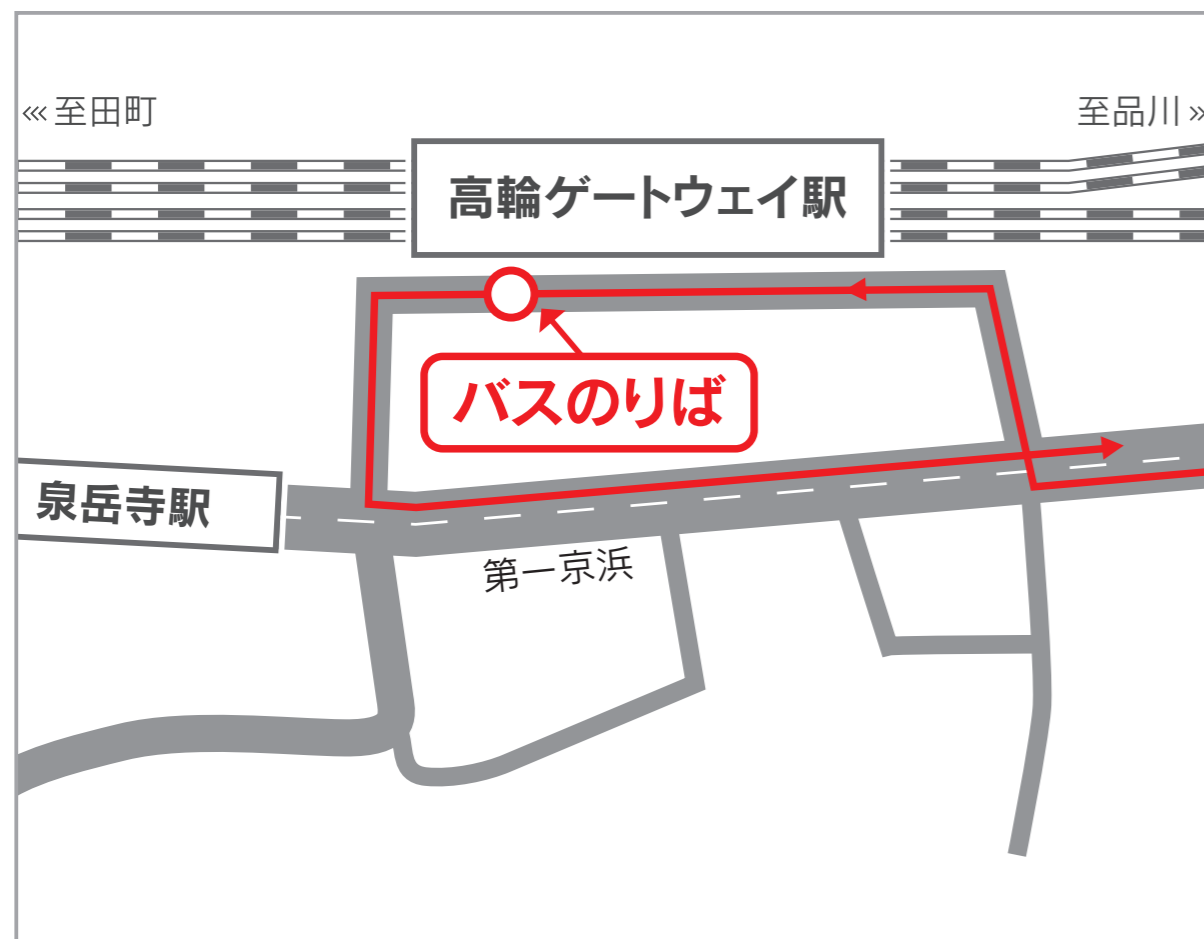 ‹‹‹ 至田町
至品川 ››
高輪ゲートウェイ駅
バスのりば
泉岳寺駅
第一京浜